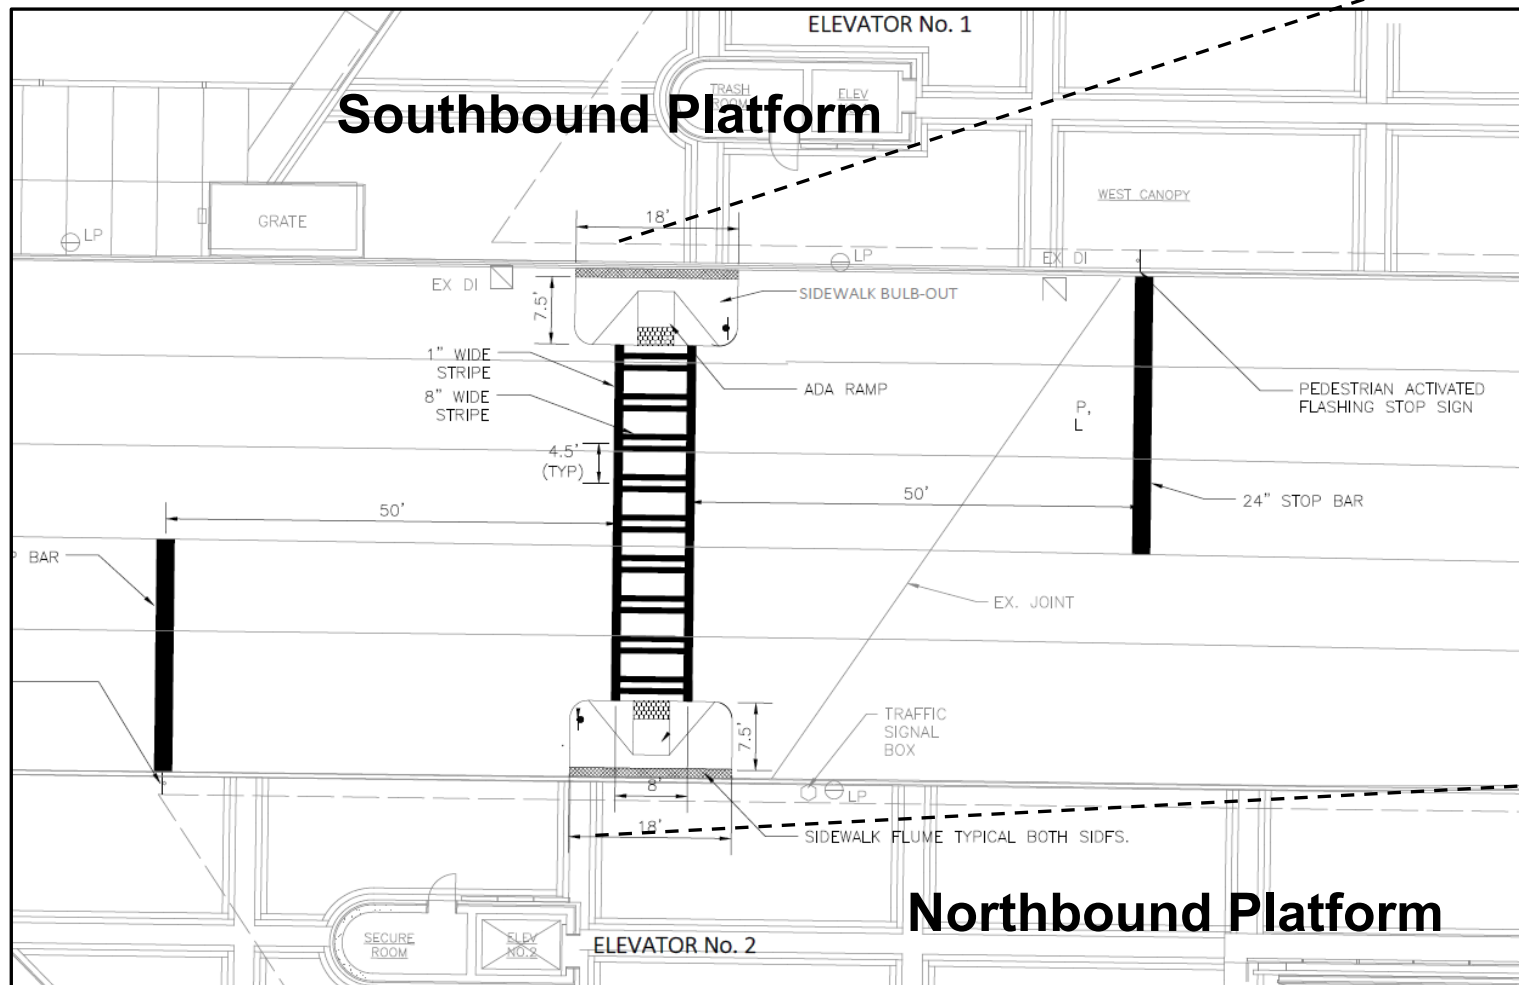 ELEVATOR No. 1
TRASH
ROOM
ELEV
Southbound Platform
WEST CANOPY
GRATE
18'
LP
LP
EX DI
EX DI
SIDEWALK BULB-OUT
7.5'
1" WIDE
STRIPE
ADA RAMP
PEDESTRIAN ACTIVATED
FLASHING STOP SIGN
8" WIDE
STRIPE
P,
L
4.5'
(TYP)
50'
50'
24" STOP BAR
BAR
EX. JOINT
TRAFFIC
SIGNAL
BOX
7.5'
8'
LP
18'
SIDEWALK FLUME TYPICAL BOTH SIDFS.
Northbound Platform
SECURE
ROOM
ELEV
NO.2
ELEVATOR No. 2